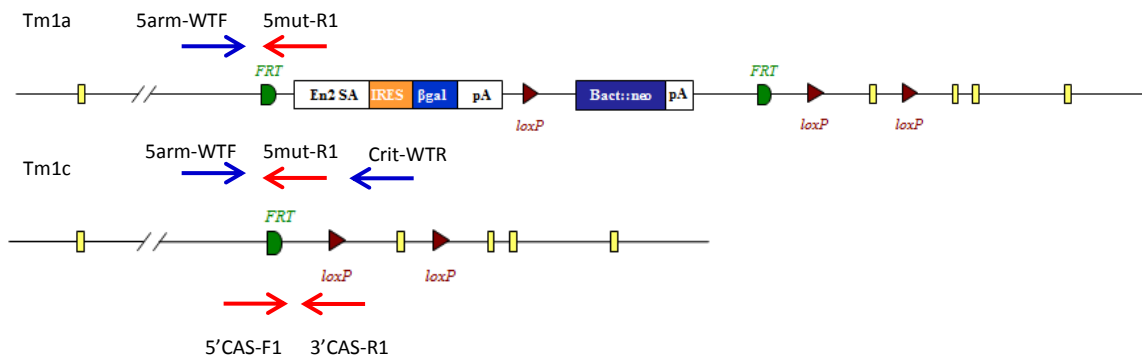 Tm1a
5arm-WTF 5mut-R1
FRT FRT
En2 SA IRES βgal pA Bact::neo pA
loxP loxP loxP
Tm1c
5arm-WTF 5mut-R1 Crit-WTR
FRT
loxP loxP
5’CAS-F1 3’CAS-R1